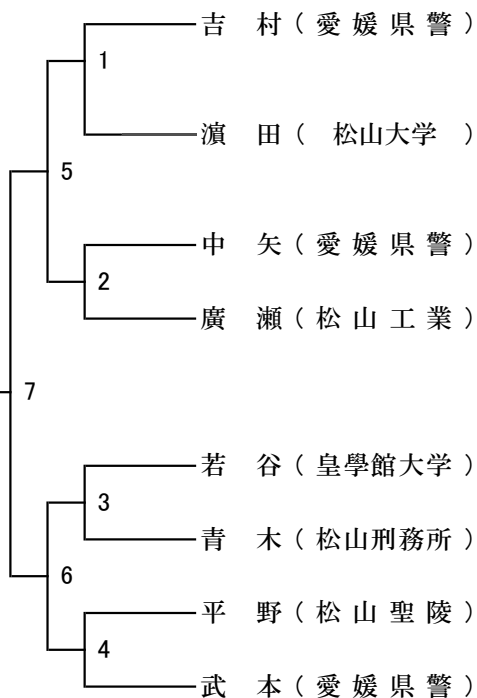 吉 村 ( 愛 媛 県 警 )
1
濵 田 ( 松山大学 )
5
中 矢 ( 愛 媛 県 警 )
2
廣 瀬 ( 松 山 工 業 )
7
若 谷 ( 皇學館大学 )
3
青 木 ( 松山刑務所 )
6
平 野 ( 松 山 聖 陵 )
4
武 本 ( 愛 媛 県 警 )